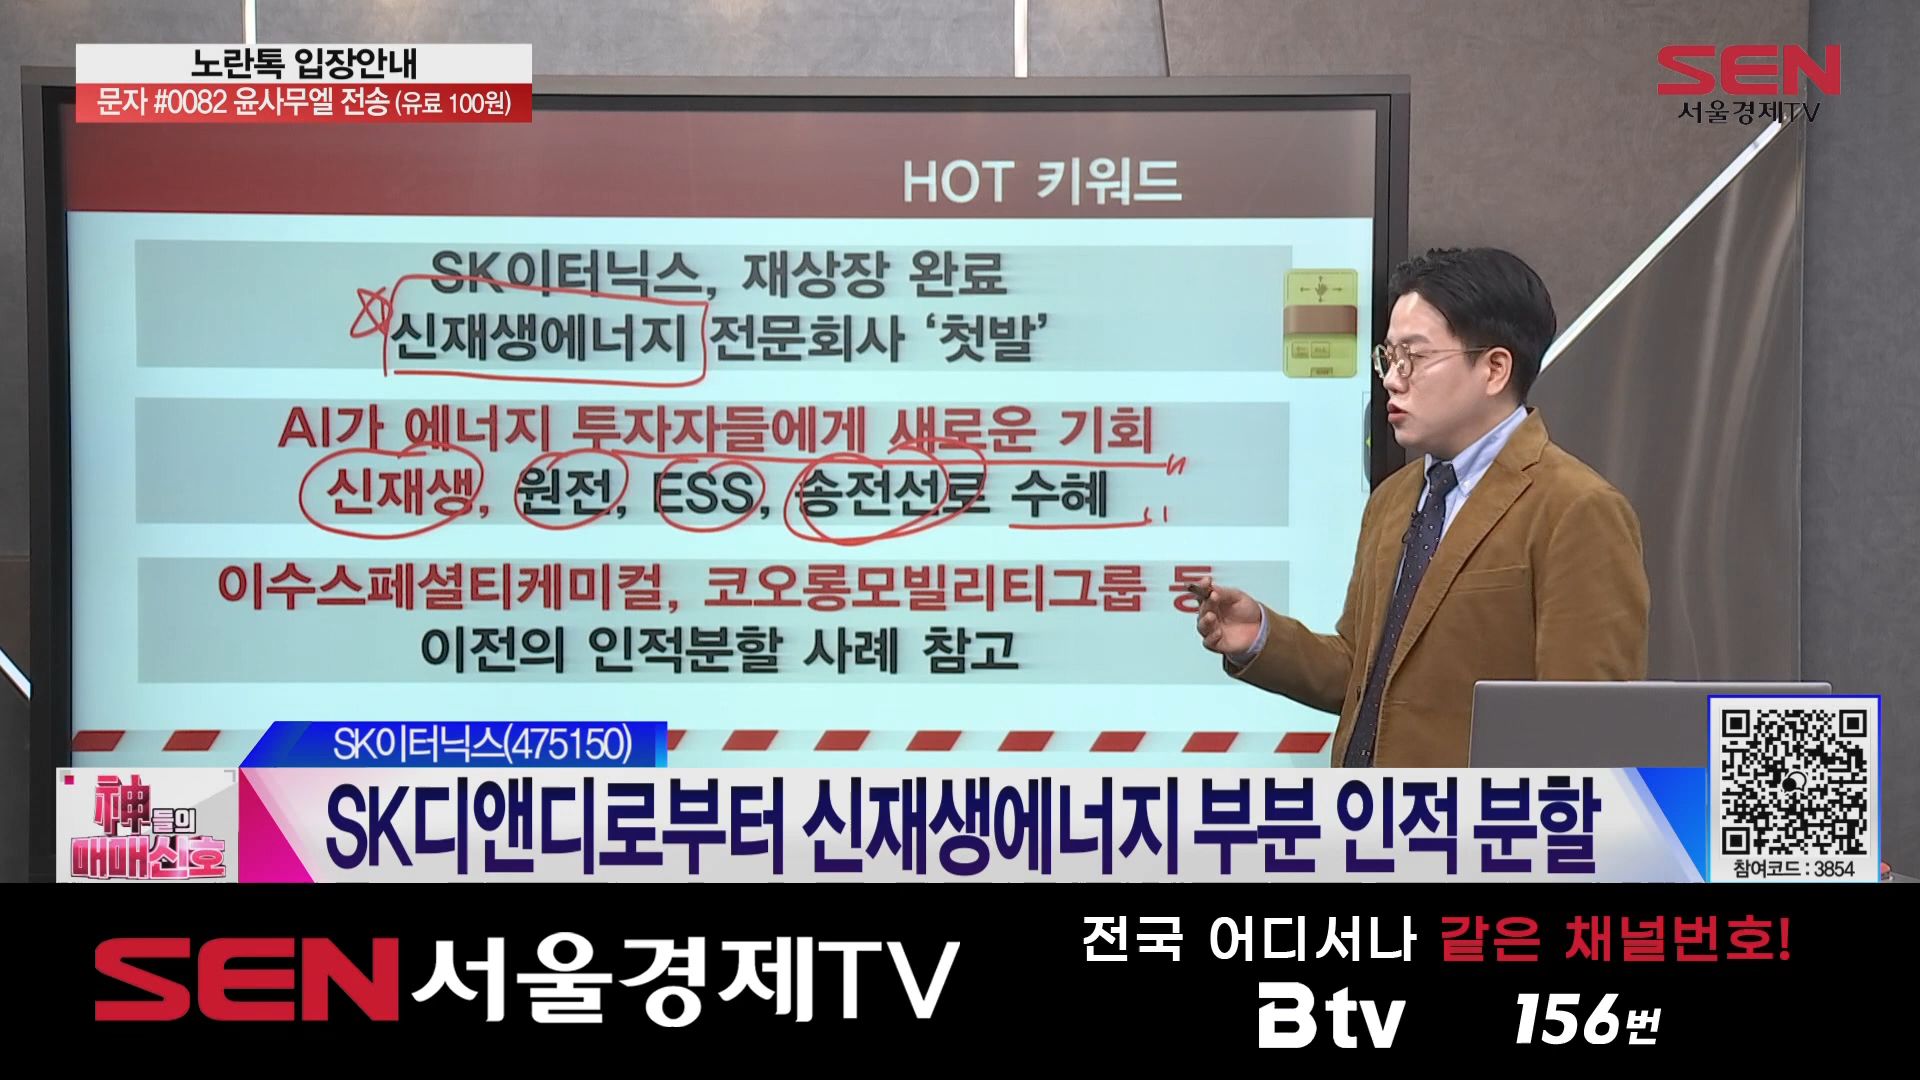 노란톡 입장안내
문자 #0082 윤사무엘 전송 (유료 100원)
SEN
서울경제TV
HOT 키워드
SK이터닉스, 재상장 완료
신재생에너지 전문회사 ‘첫발’
AI가 에너지 투자자들에게 새로운 기회
신재생, 원전, ESS, 송전선로 수혜
이수스페셜티케미컬, 코오롱모빌리티그룹 등
이전의 인적분할 사례 참고
SK이터닉스(475150)
神들의
매매신호
SK디앤디로부터 신재생에너지 부분 인적 분할
참여코드 : 3854
SEN 서울경제TV
전국 어디서나 같은 채널번호!
B tv 156번